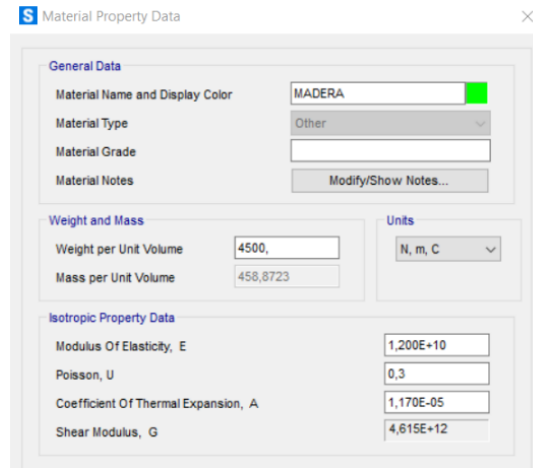 S Material Property Data
General Data
Material Name and Display Color MADERA
Material Type Other
Material Grade
Material Notes Modify/Show Notes...
Weight and Mass
Weight per Unit Volume 4500,
Mass per Unit Volume 458,8723
Units
N, m, C
Isotropic Property Data
Modulus Of Elasticity, E 1,200E+10
Poisson, U 0,3
Coefficient Of Thermal Expansion, A 1,170E-05
Shear Modulus, G 4,615E+12